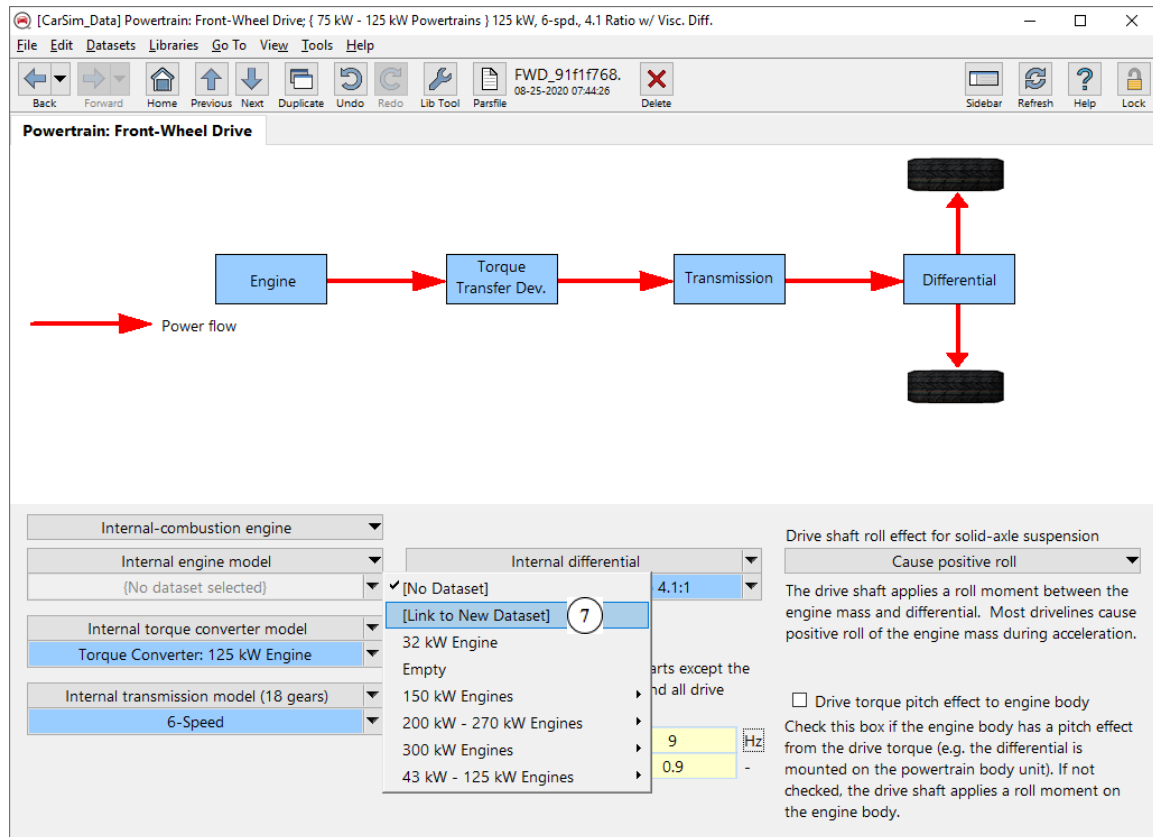 [CarSim_Data] Powertrain: Front-Wheel Drive; { 75 kW - 125 kW Powertrains } 125 kW, 6-spd., 4.1 Ratio w/ Visc. Diff.
File Edit Datasets Libraries Go To View Tools Help
FWD_91f1f768.
08-25-2020 07:44:26
Back Forward Home Previous Next Duplicate Undo Redo Lib Tool Parsfile Delete Sidebar Refresh Help Lock
Powertrain: Front-Wheel Drive
Engine
Torque
Transfer Dev.
Transmission
Differential
Power flow
Internal-combustion engine
Internal engine model
{No dataset selected}
Internal torque converter model
Torque Converter: 125 kW Engine
Internal transmission model (18 gears)
6-Speed
Internal differential
4.1:1
[No Dataset]
[Link to New Dataset] 7
32 kW Engine
Empty
150 kW Engines
200 kW - 270 kW Engines
300 kW Engines
43 kW - 125 kW Engines
arts except the
nd all drive
9 Hz
0.9 -
Drive shaft roll effect for solid-axle suspension
Cause positive roll
The drive shaft applies a roll moment between the
engine mass and differential. Most drivelines cause
positive roll of the engine mass during acceleration.
Drive torque pitch effect to engine body
Check this box if the engine body has a pitch effect
from the drive torque (e.g. the differential is
mounted on the powertrain body unit). If not
checked, the drive shaft applies a roll moment on
the engine body.